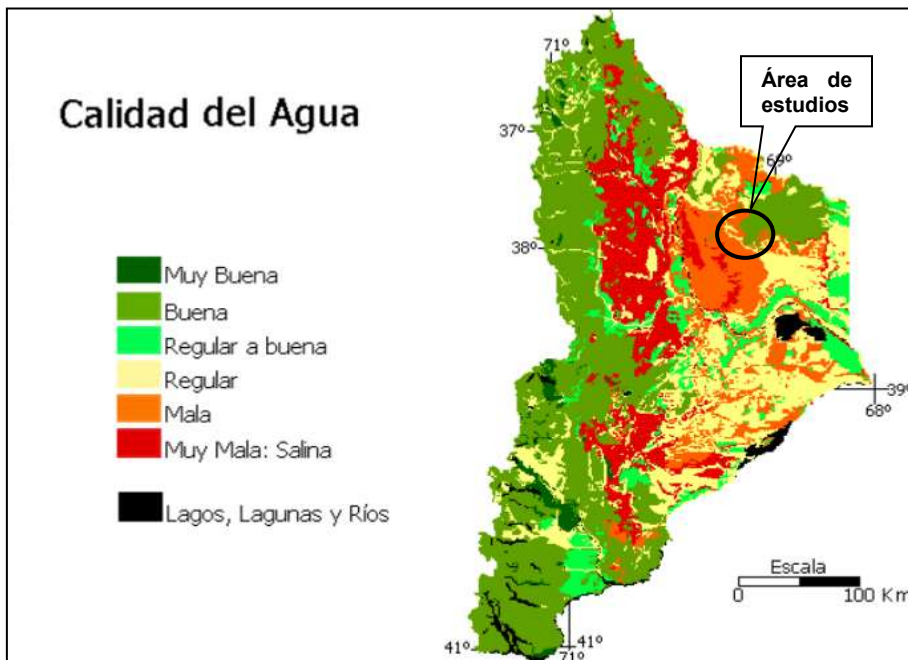 Calidad del Agua
Muy Buena
Buena
Regular a buena
Regular
Mala
Muy Mala: Salina
Lagos, Lagunas y Ríos
Área de
estudios
71º
37º
69º
38º
39º
68º
Escala
0 100 Km
41º
41º
71º